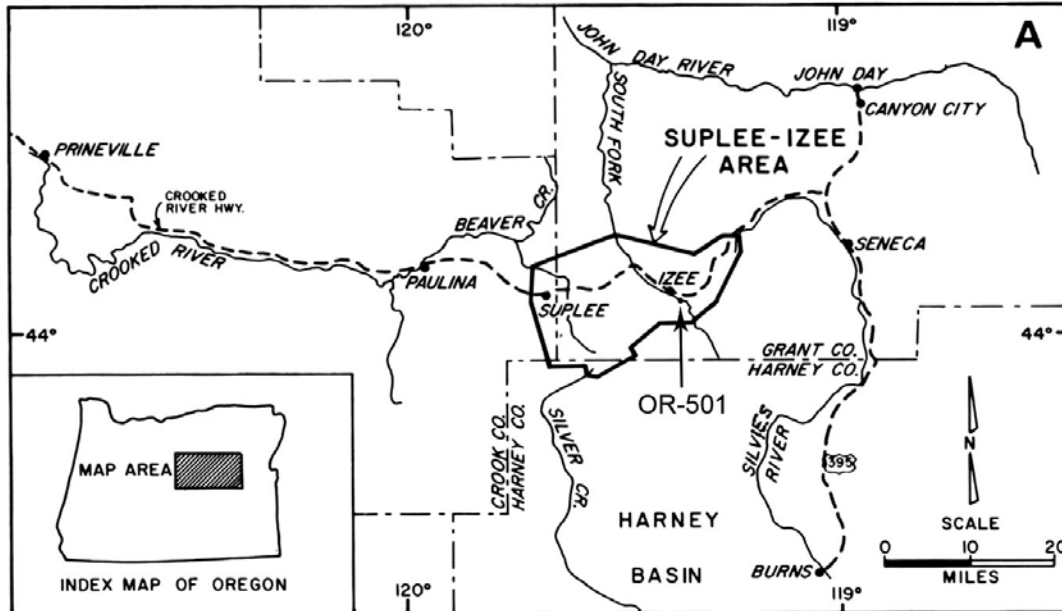 120°
119°
A
JOHN DAY RIVER
JOHN DAY
CANYON CITY
SOUTH FORK
SUPLEE-IZEE
AREA
PRINEVILLE
CROOKED
RIVER HWY.
CROOKED RIVER
BEAVER CR.
PAULINA
SUPLEE
IZEE
SENECA
44°
44°
GRANT CO.
HARNEY CO.
OR-501
CROOK CO.
HARNEY CO.
SILVER CR.
SILVIES
RIVER
395
N
MAP AREA
INDEX MAP OF OREGON
HARNEY
BASIN
BURNS
SCALE
0 10 20
MILES
120°
119°